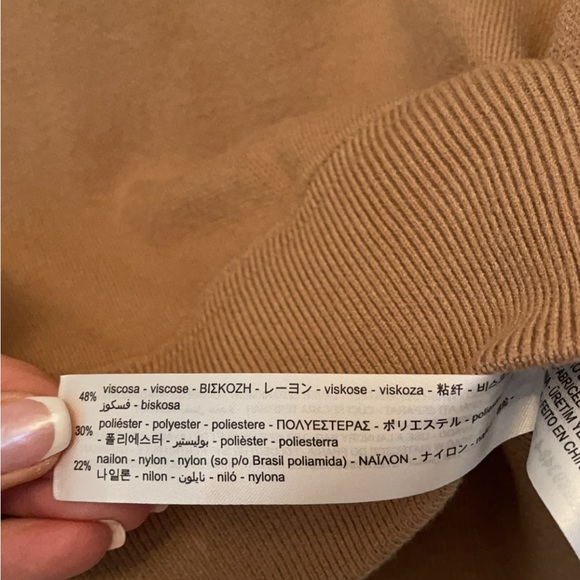 48% viscosa - viscose - ΒΙΣΚΟΖΗ - レーヨン - viskose - viskoza - 粘纤 -
فسكوز - biskosa
30% poliéster - polyester - poliestere - ΠΟΛΥΕΣΤΕΡΑΣ - ポリエステル -
- 폴리에스터 - بوليستير - polièster - poliesterra
22% nailon - nylon - nylon (so p/o Brasil poliamida) - ΝΑΪΛΟΝ - ナイロン -
나일론 - nilon - نايلون - niló - nylona